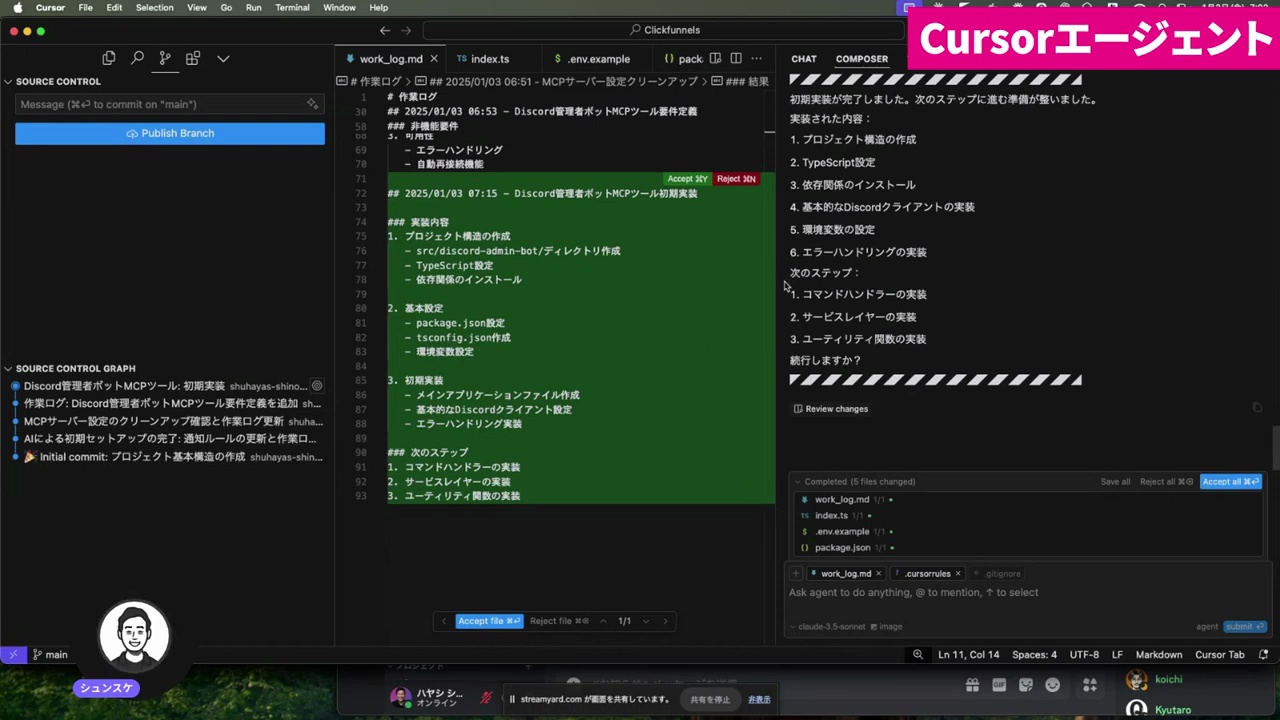 Cursor File Edit Selection View Go Run Terminal Window Help
Clickfunnels
Cursorエージェント
work_log.md
index.ts
.env.example
pack
CHAT
COMPOSER
SOURCE CONTROL
Message (⌘⏎ to commit on "main")
Publish Branch
SOURCE CONTROL GRAPH
Discord管理者ボットMCPツール: 初期実装 shuhayas-shino...
作業ログ: Discord管理者ボットMCPツール要件定義を追加 sh...
MCPサーバー設定のクリーンアップ確認と作業ログ更新 shuha...
AIによる初期セットアップの完了: 通知ルールの更新と作業ロ...
🎉 Initial commit: プロジェクト基本構造の作成 shuhayas-shino...
main
シュンスケ
# 作業ログ > ## 2025/01/03 06:51 - MCPサーバー設定クリーンアップ > ### 結果
1 # 作業ログ
30 ## 2025/01/03 06:53 - Discord管理者ボットMCPツール要件定義
58 ### 非機能要件
68 3. 可用性
69 - エラーハンドリング
70 - 自動再接続機能
71
Accept ⌘Y Reject ⌘N
72 ## 2025/01/03 07:15 - Discord管理者ボットMCPツール初期実装
73
74 ### 実装内容
75 1. プロジェクト構造の作成
76 - src/discord-admin-bot/ディレクトリ作成
77 - TypeScript設定
78 - 依存関係のインストール
79
80 2. 基本設定
81 - package.json設定
82 - tsconfig.json作成
83 - 環境変数設定
84
85 3. 初期実装
86 - メインアプリケーションファイル作成
87 - 基本的なDiscordクライアント設定
88 - エラーハンドリング実装
89
90 ### 次のステップ
91 1. コマンドハンドラーの実装
92 2. サービスレイヤーの実装
93 3. ユーティリティ関数の実装
Accept file ⌘⏎ Reject file ⌘⌫ 1/1
初期実装が完了しました。次のステップに進む準備が整いました。
実装された内容：
1. プロジェクト構造の作成
2. TypeScript設定
3. 依存関係のインストール
4. 基本的なDiscordクライアントの実装
5. 環境変数の設定
6. エラーハンドリングの実装
次のステップ：
1. コマンドハンドラーの実装
2. サービスレイヤーの実装
3. ユーティリティ関数の実装
続行しますか？
Review changes
Completed (5 files changed) Save all Reject all ⌘⌫ Accept all ⌘⏎
work_log.md 1/1
index.ts 1/1
.env.example 1/1
package.json 1/1
work_log.md .cursorrules .gitignore
Ask agent to do anything, @ to mention, ↑ to select
claude-3.5-sonnet image agent submit
Ln 11, Col 14 Spaces: 4 UTF-8 LF Markdown Cursor Tab
ハヤシ シ...
オンライン
streamyard.com が画面を共有しています。 共有を停止 非表示
GIF
koichi
Kyutaro